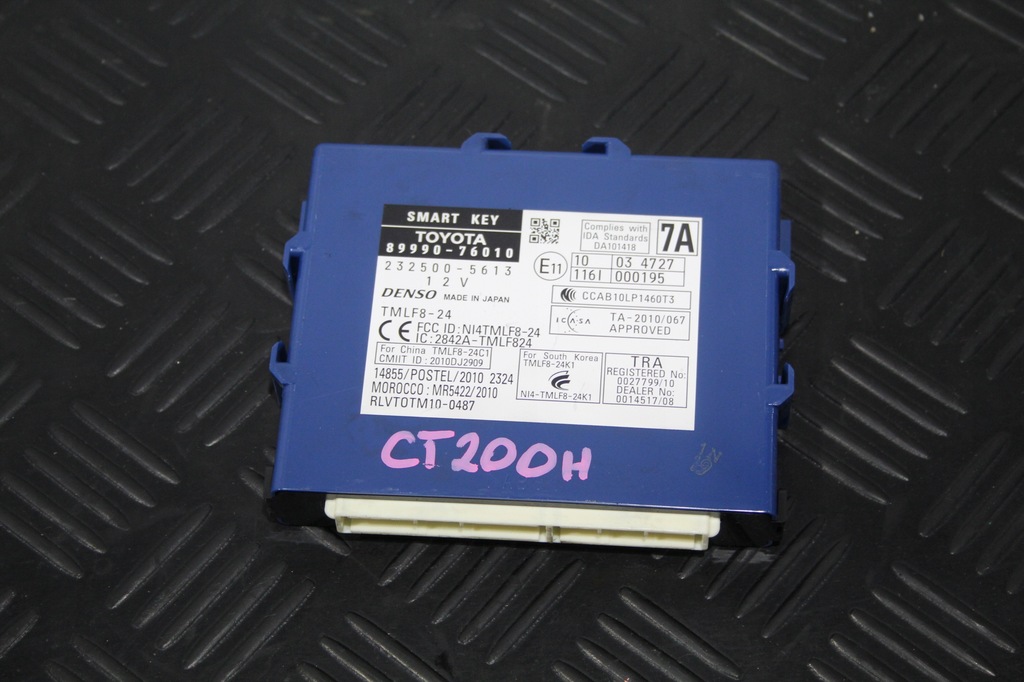 SMART KEY
TOYOTA
89990-76010
232500-5613
12V
DENSO MADE IN JAPAN
TMLF8-24
CE FCC ID: NI4TMLF8-24
IC: 2842A-TMLF824
For China TMLF8-24C1
CMIIT ID: 2010DJ2909
14855/POSTEL/2010 2324
MOROCCO: MR5422/2010
RLVTOTM10-0487
Complies with
IDA Standards
DA101418
7A
E11
10 03 4727
116I 000195
CCAB10LP1460T3
ICASA
TA-2010/067
APPROVED
For South Korea
TMLF8-24K1
NI4-TMLF8-24K1
TRA
REGISTERED No:
0027799/10
DEALER No:
0014517/08
CT200H